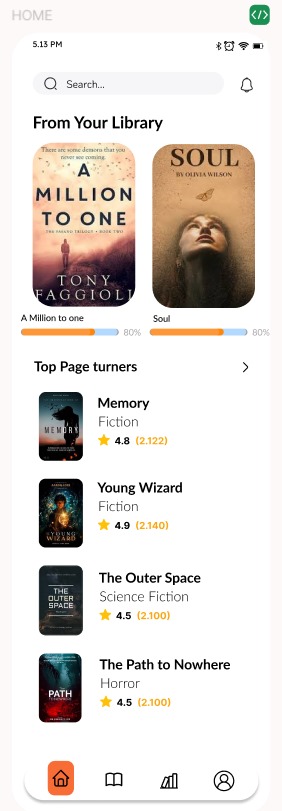 HOME
5.13 PM
Search...
From Your Library
There are some demons that you
never see coming
A
MILLION
TO ONE
THE FASANO TRILOGY • BOOK TWO
TONY
FAGGIOLI
SOUL
BY OLIVIA WILSON
A Million to one
80%
Soul
80%
Top Page turners
MEMORY
Memory
Fiction
4.8 (2.122)
YOUNG
WIZARD
Young Wizard
Fiction
4.9 (2.140)
THE
OUTER
SPACE
The Outer Space
Science Fiction
4.5 (2.100)
PATH
The Path to Nowhere
Horror
4.5 (2.100)